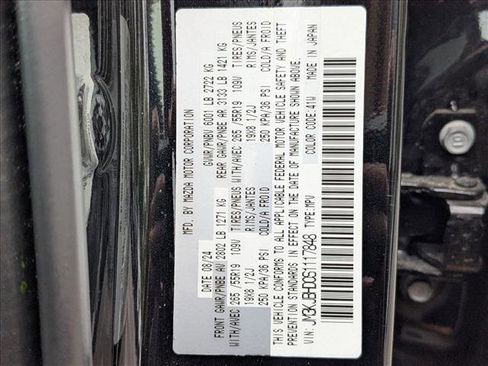 MFD. BY MAZDA MOTOR CORPORATION
DATE 08/24 GVWR/PNBV 6001 LB 2722 KG
FRONT GAWR/PNBE AV 2802 LB 1271 KG REAR GAWR/PNBE AR 3133 LB 1421 KG
WITH/AVEC 265 /55R19 109V TIRES/PNEUS WITH/AVEC 265 /55R19 109V TIRES/PNEUS
19X8 1/2J RIMS/JANTES 19X8 1/2J RIMS/JANTES
250 KPA/36 PSI COLD/A FROID 250 KPA/36 PSI COLD/A FROID
THIS VEHICLE CONFORMS TO ALL APPLICABLE FEDERAL MOTOR VEHICLE SAFETY AND THEFT
PREVENTION STANDARDS IN EFFECT ON THE DATE OF MANUFACTURE SHOWN ABOVE.
COLOR CODE:41W MADE IN JAPAN
VIN: TYPE:MPV